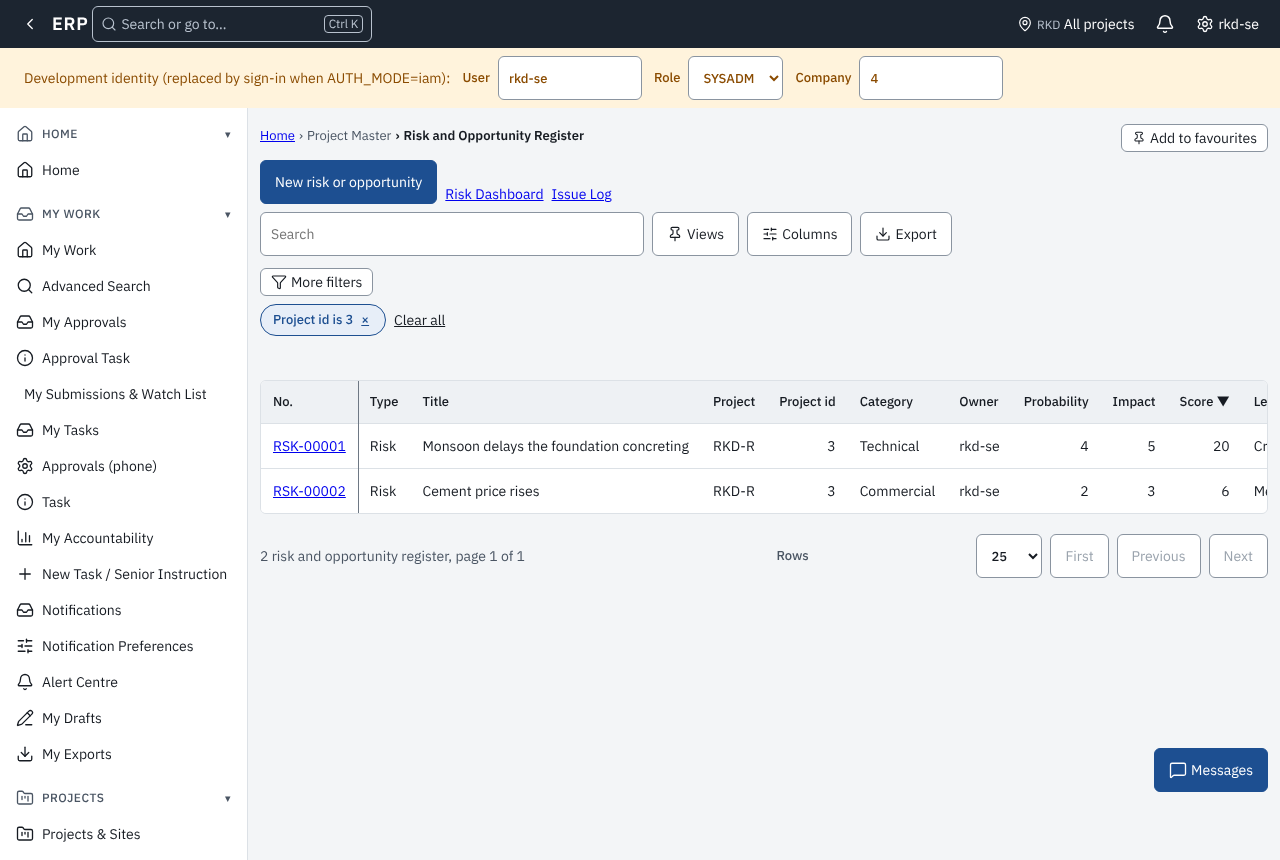 ERP Search or go to... Ctrl K RKD All projects rkd-se
Development identity (replaced by sign-in when AUTH_MODE=iam): User rkd-se Role SYSADM Company 4
HOME
Home
MY WORK
My Work
Advanced Search
My Approvals
Approval Task
My Submissions & Watch List
My Tasks
Approvals (phone)
Task
My Accountability
New Task / Senior Instruction
Notifications
Notification Preferences
Alert Centre
My Drafts
My Exports
PROJECTS
Projects & Sites
Home › Project Master › Risk and Opportunity Register
Add to favourites
New risk or opportunity Risk Dashboard Issue Log
Search Views Columns Export
More filters
Project id is 3 × Clear all
No. Type Title Project Project id Category Owner Probability Impact Score ▼
RSK-00001 Risk Monsoon delays the foundation concreting RKD-R 3 Technical rkd-se 4 5 20
RSK-00002 Risk Cement price rises RKD-R 3 Commercial rkd-se 2 3 6
2 risk and opportunity register, page 1 of 1 Rows 25 First Previous Next
Messages